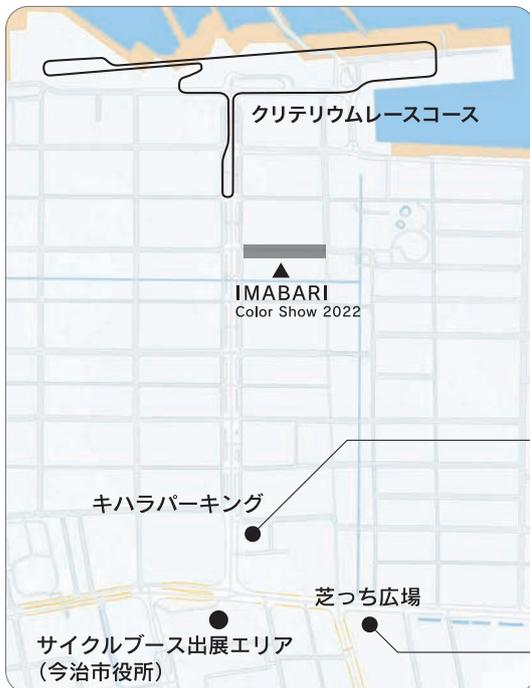 クリテリウムレースコース
IMABARI
Color Show 2022
キハラパーキング
芝っち広場
サイクルブース出展エリア
（今治市役所）